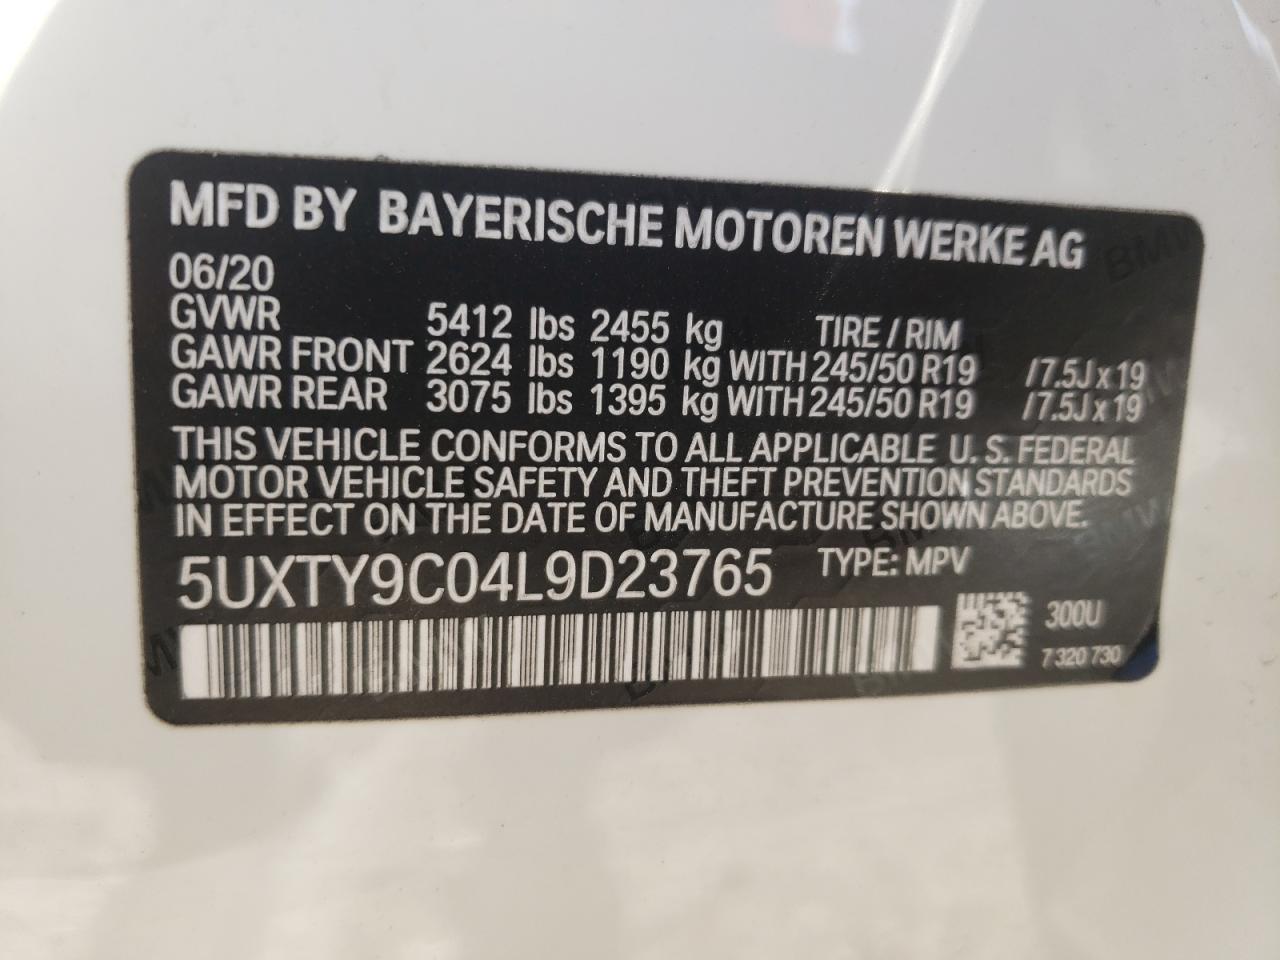 MFD BY BAYERISCHE MOTOREN WERKE AG
06/20
GVWR 5412 lbs 2455 kg TIRE / RIM
GAWR FRONT 2624 lbs 1190 kg WITH 245/50 R19 / 7.5J x 19
GAWR REAR 3075 lbs 1395 kg WITH 245/50 R19 / 7.5J x 19
THIS VEHICLE CONFORMS TO ALL APPLICABLE U. S. FEDERAL
MOTOR VEHICLE SAFETY AND THEFT PREVENTION STANDARDS
IN EFFECT ON THE DATE OF MANUFACTURE SHOWN ABOVE.
5UXTY9C04L9D23765 TYPE: MPV
300U
7 320 730